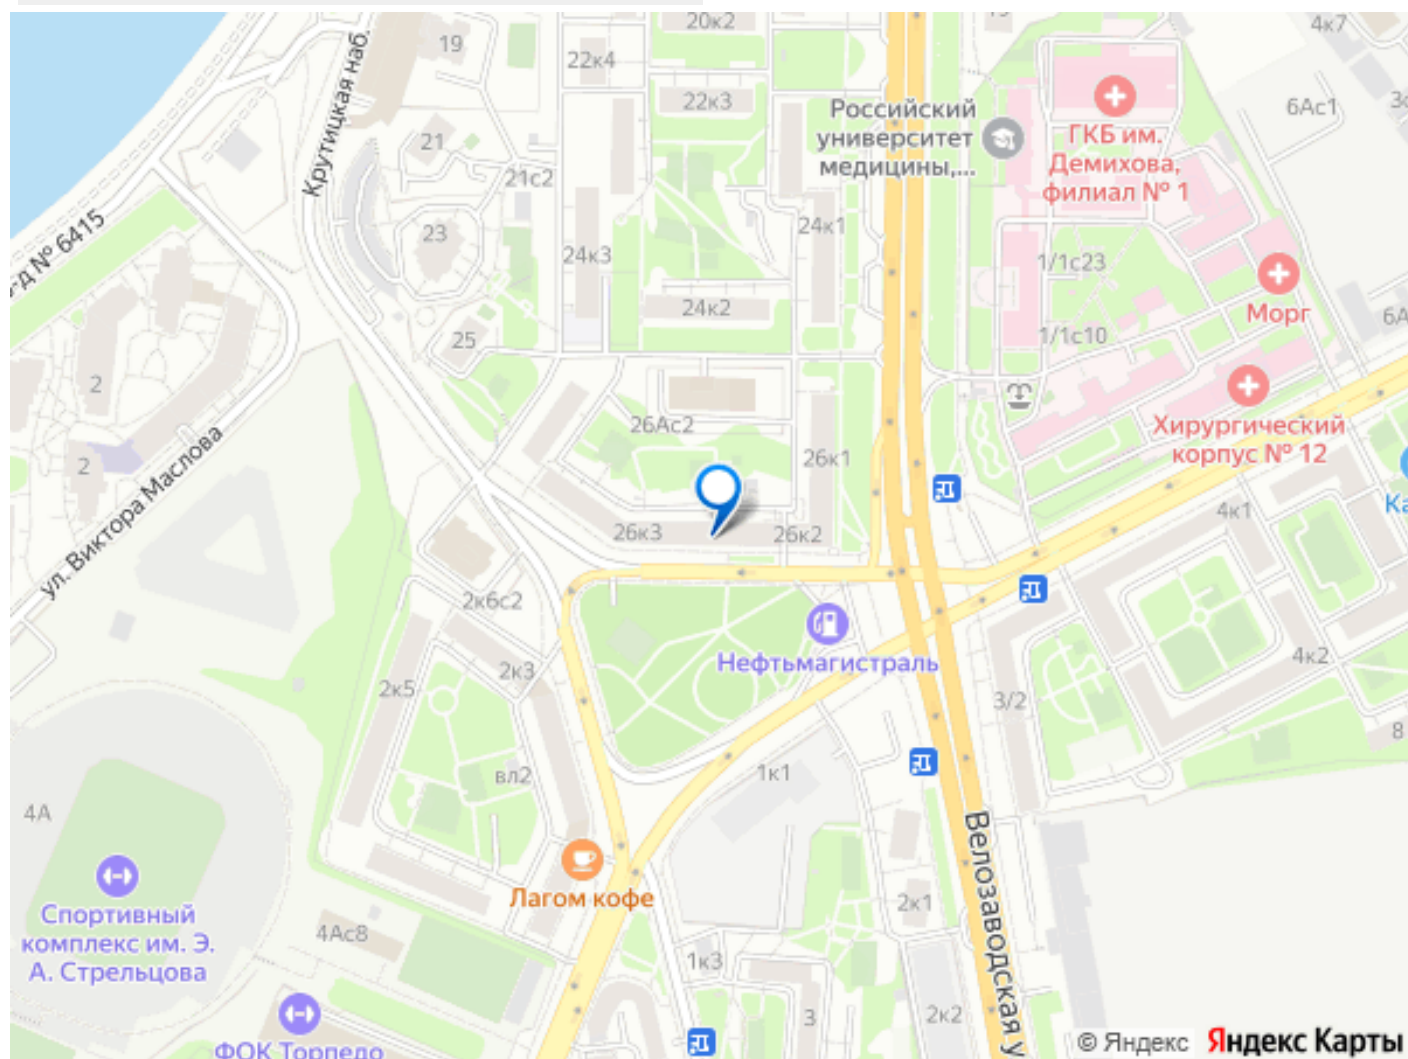 20к2
4к7
19
Крутицкая наб.
22к4
22к3
6Ас1
Российский
университет
медицины,...
ГКБ им.
Демихова,
филиал № 1
21
21с2
24к1
23
24к3
1/1с23
№ 6415
24к2
Морг
25
1/1с10
2
26Ас2
Хирургический
корпус № 12
26к1
2
ул. Виктора Маслова
4к1
26к3
26к2
2к6с2
Нефтьмагистраль
4к2
2к3
2к5
3/2
8
вл2
1к1
4А
Велозаводская у
Лагом кофе
2к1
Спортивный
комплекс им. Э.
А. Стрельцова
4Ас8
1к3
3
2к2
ФОК Торпедо
© Яндекс Яндекс Карты